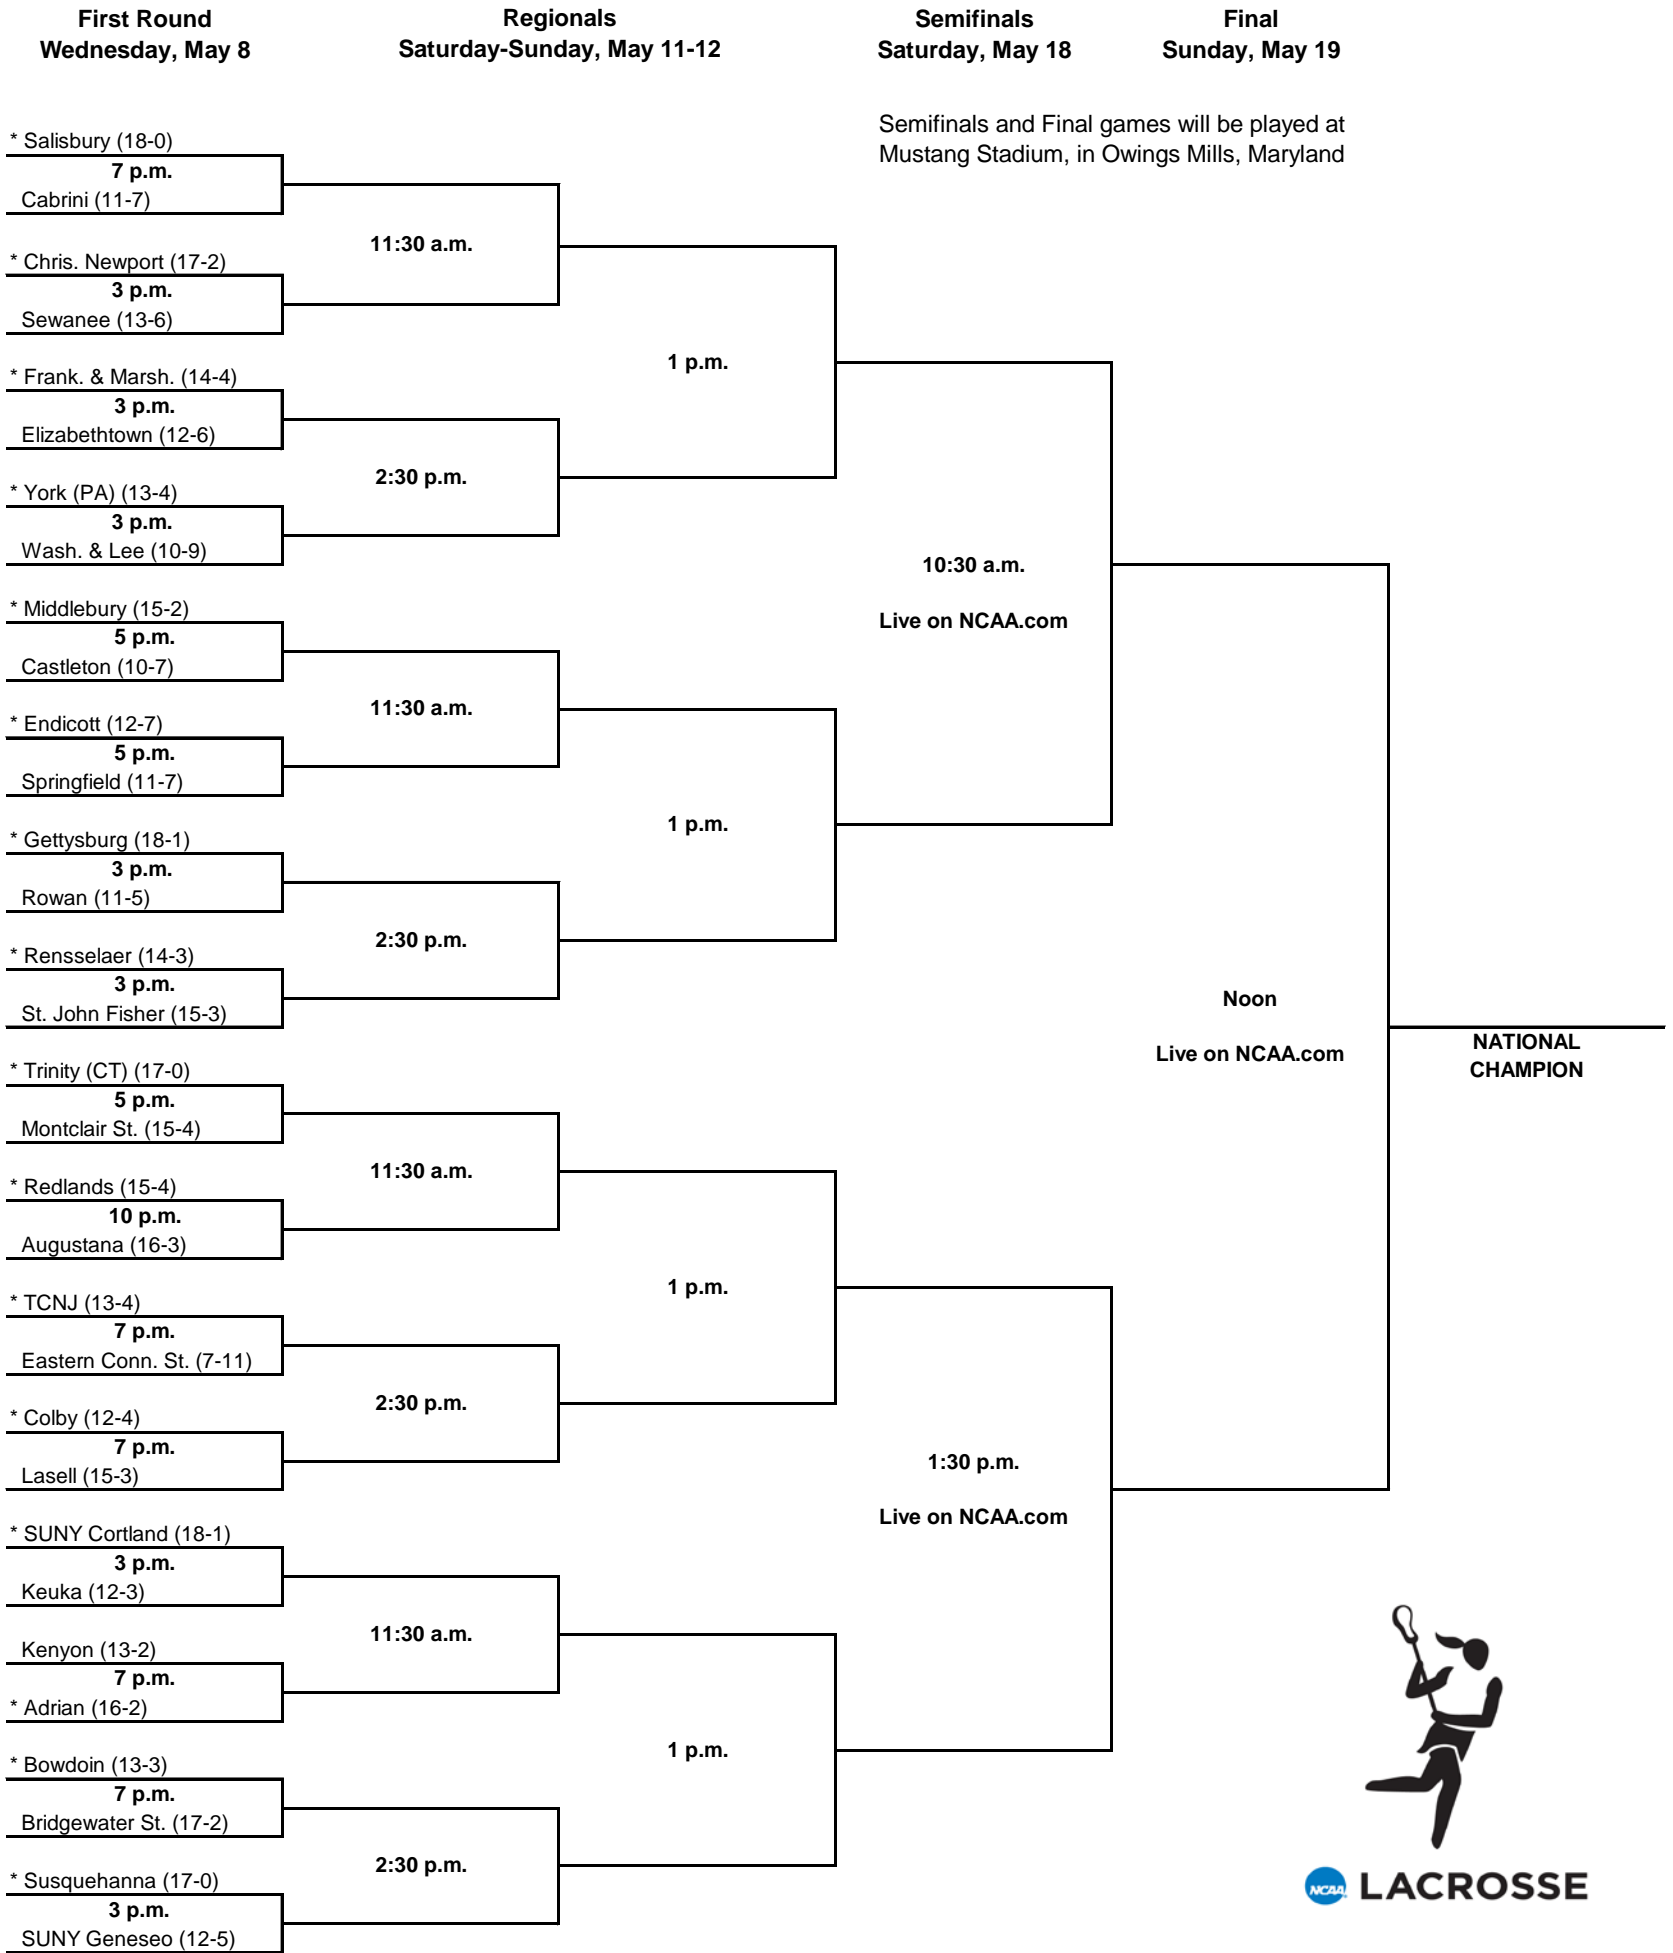 First Round
Wednesday, May 8
Regionals
Saturday-Sunday, May 11-12
Semifinals
Saturday, May 18
Final
Sunday, May 19
Semifinals and Final games will be played at
Mustang Stadium, in Owings Mills, Maryland
* Salisbury (18-0)
7 p.m.
Cabrini (11-7)
11:30 a.m.
* Chris. Newport (17-2)
3 p.m.
Sewanee (13-6)
1 p.m.
* Frank. & Marsh. (14-4)
3 p.m.
Elizabethtown (12-6)
2:30 p.m.
* York (PA) (13-4)
3 p.m.
Wash. & Lee (10-9)
10:30 a.m.
Live on NCAA.com
* Middlebury (15-2)
5 p.m.
Castleton (10-7)
11:30 a.m.
* Endicott (12-7)
5 p.m.
Springfield (11-7)
1 p.m.
* Gettysburg (18-1)
3 p.m.
Rowan (11-5)
2:30 p.m.
* Rensselaer (14-3)
3 p.m.
St. John Fisher (15-3)
Noon
Live on NCAA.com
NATIONAL
CHAMPION
* Trinity (CT) (17-0)
5 p.m.
Montclair St. (15-4)
11:30 a.m.
* Redlands (15-4)
10 p.m.
Augustana (16-3)
1 p.m.
* TCNJ (13-4)
7 p.m.
Eastern Conn. St. (7-11)
2:30 p.m.
* Colby (12-4)
7 p.m.
Lasell (15-3)
1:30 p.m.
Live on NCAA.com
* SUNY Cortland (18-1)
3 p.m.
Keuka (12-3)
11:30 a.m.
Kenyon (13-2)
7 p.m.
* Adrian (16-2)
1 p.m.
* Bowdoin (13-3)
7 p.m.
Bridgewater St. (17-2)
2:30 p.m.
* Susquehanna (17-0)
3 p.m.
SUNY Geneseo (12-5)
NCAA LACROSSE